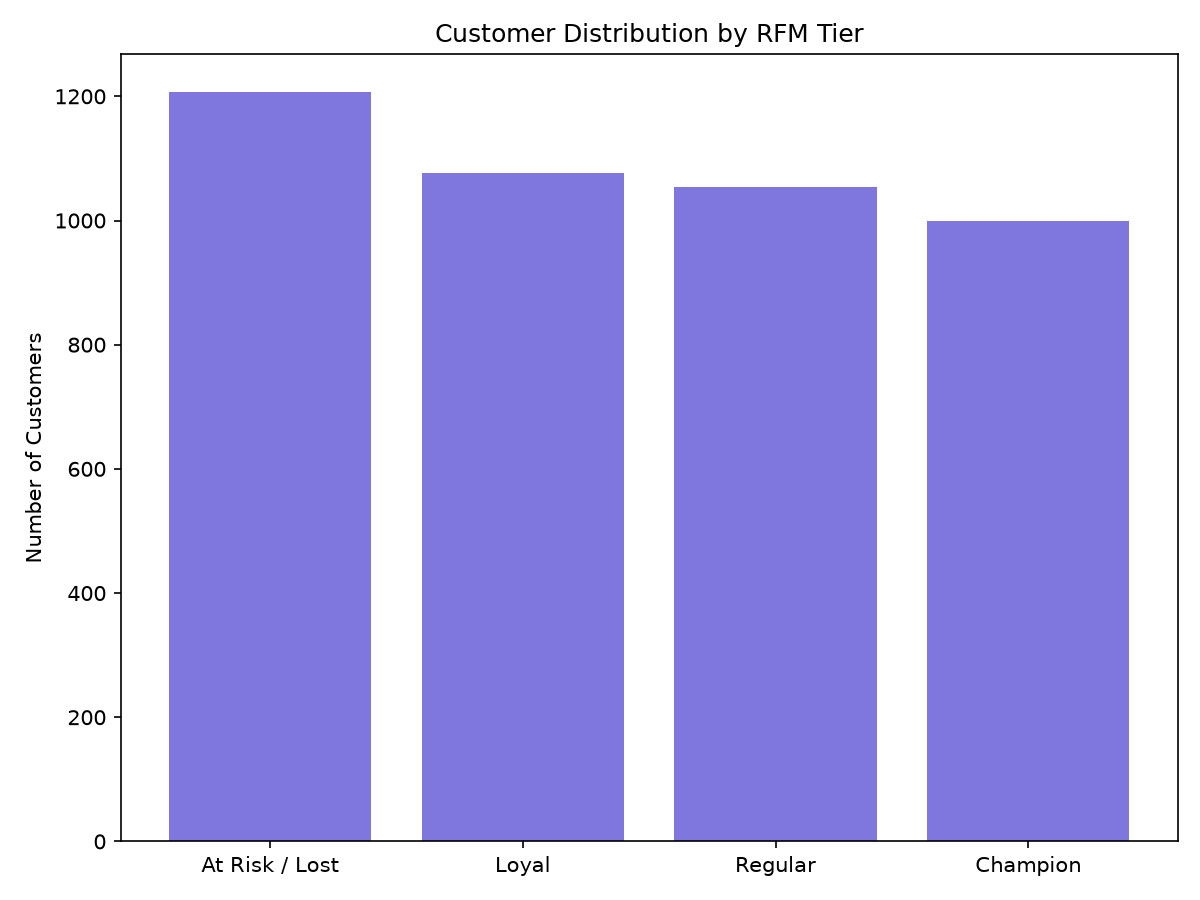 Customer Distribution by RFM Tier
Number of Customers
1200
1000
800
600
400
200
0
At Risk / Lost
Loyal
Regular
Champion